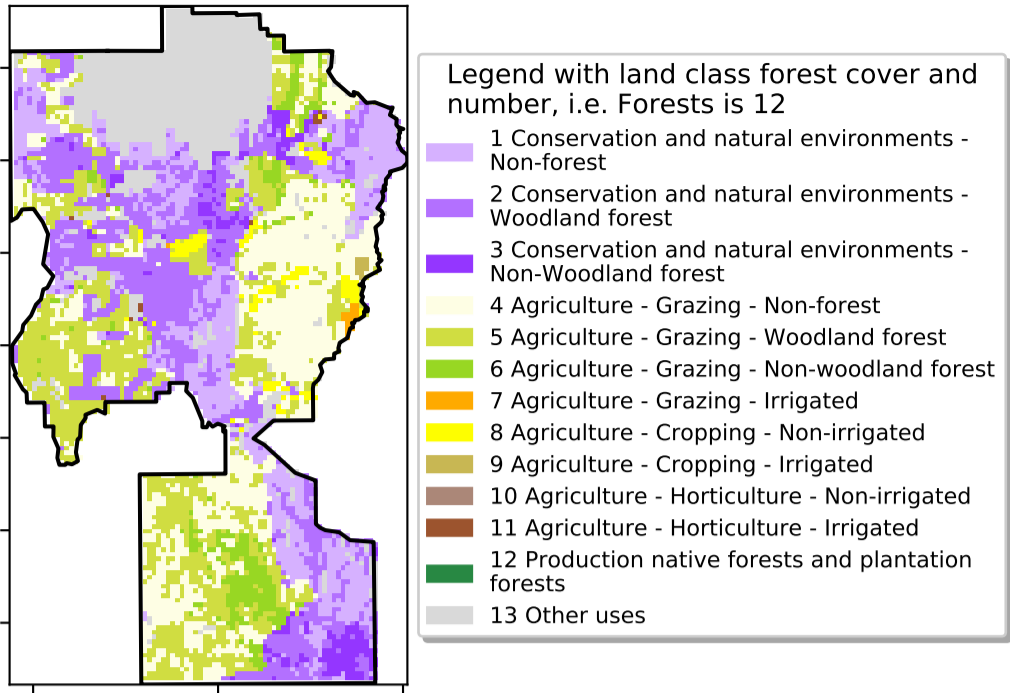 Legend with land class forest cover and
number, i.e. Forests is 12
1 Conservation and natural environments -
Non-forest
2 Conservation and natural environments -
Woodland forest
3 Conservation and natural environments -
Non-Woodland forest
4 Agriculture - Grazing - Non-forest
5 Agriculture - Grazing - Woodland forest
6 Agriculture - Grazing - Non-woodland forest
7 Agriculture - Grazing - Irrigated
8 Agriculture - Cropping - Non-irrigated
9 Agriculture - Cropping - Irrigated
10 Agriculture - Horticulture - Non-irrigated
11 Agriculture - Horticulture - Irrigated
12 Production native forests and plantation
forests
13 Other uses